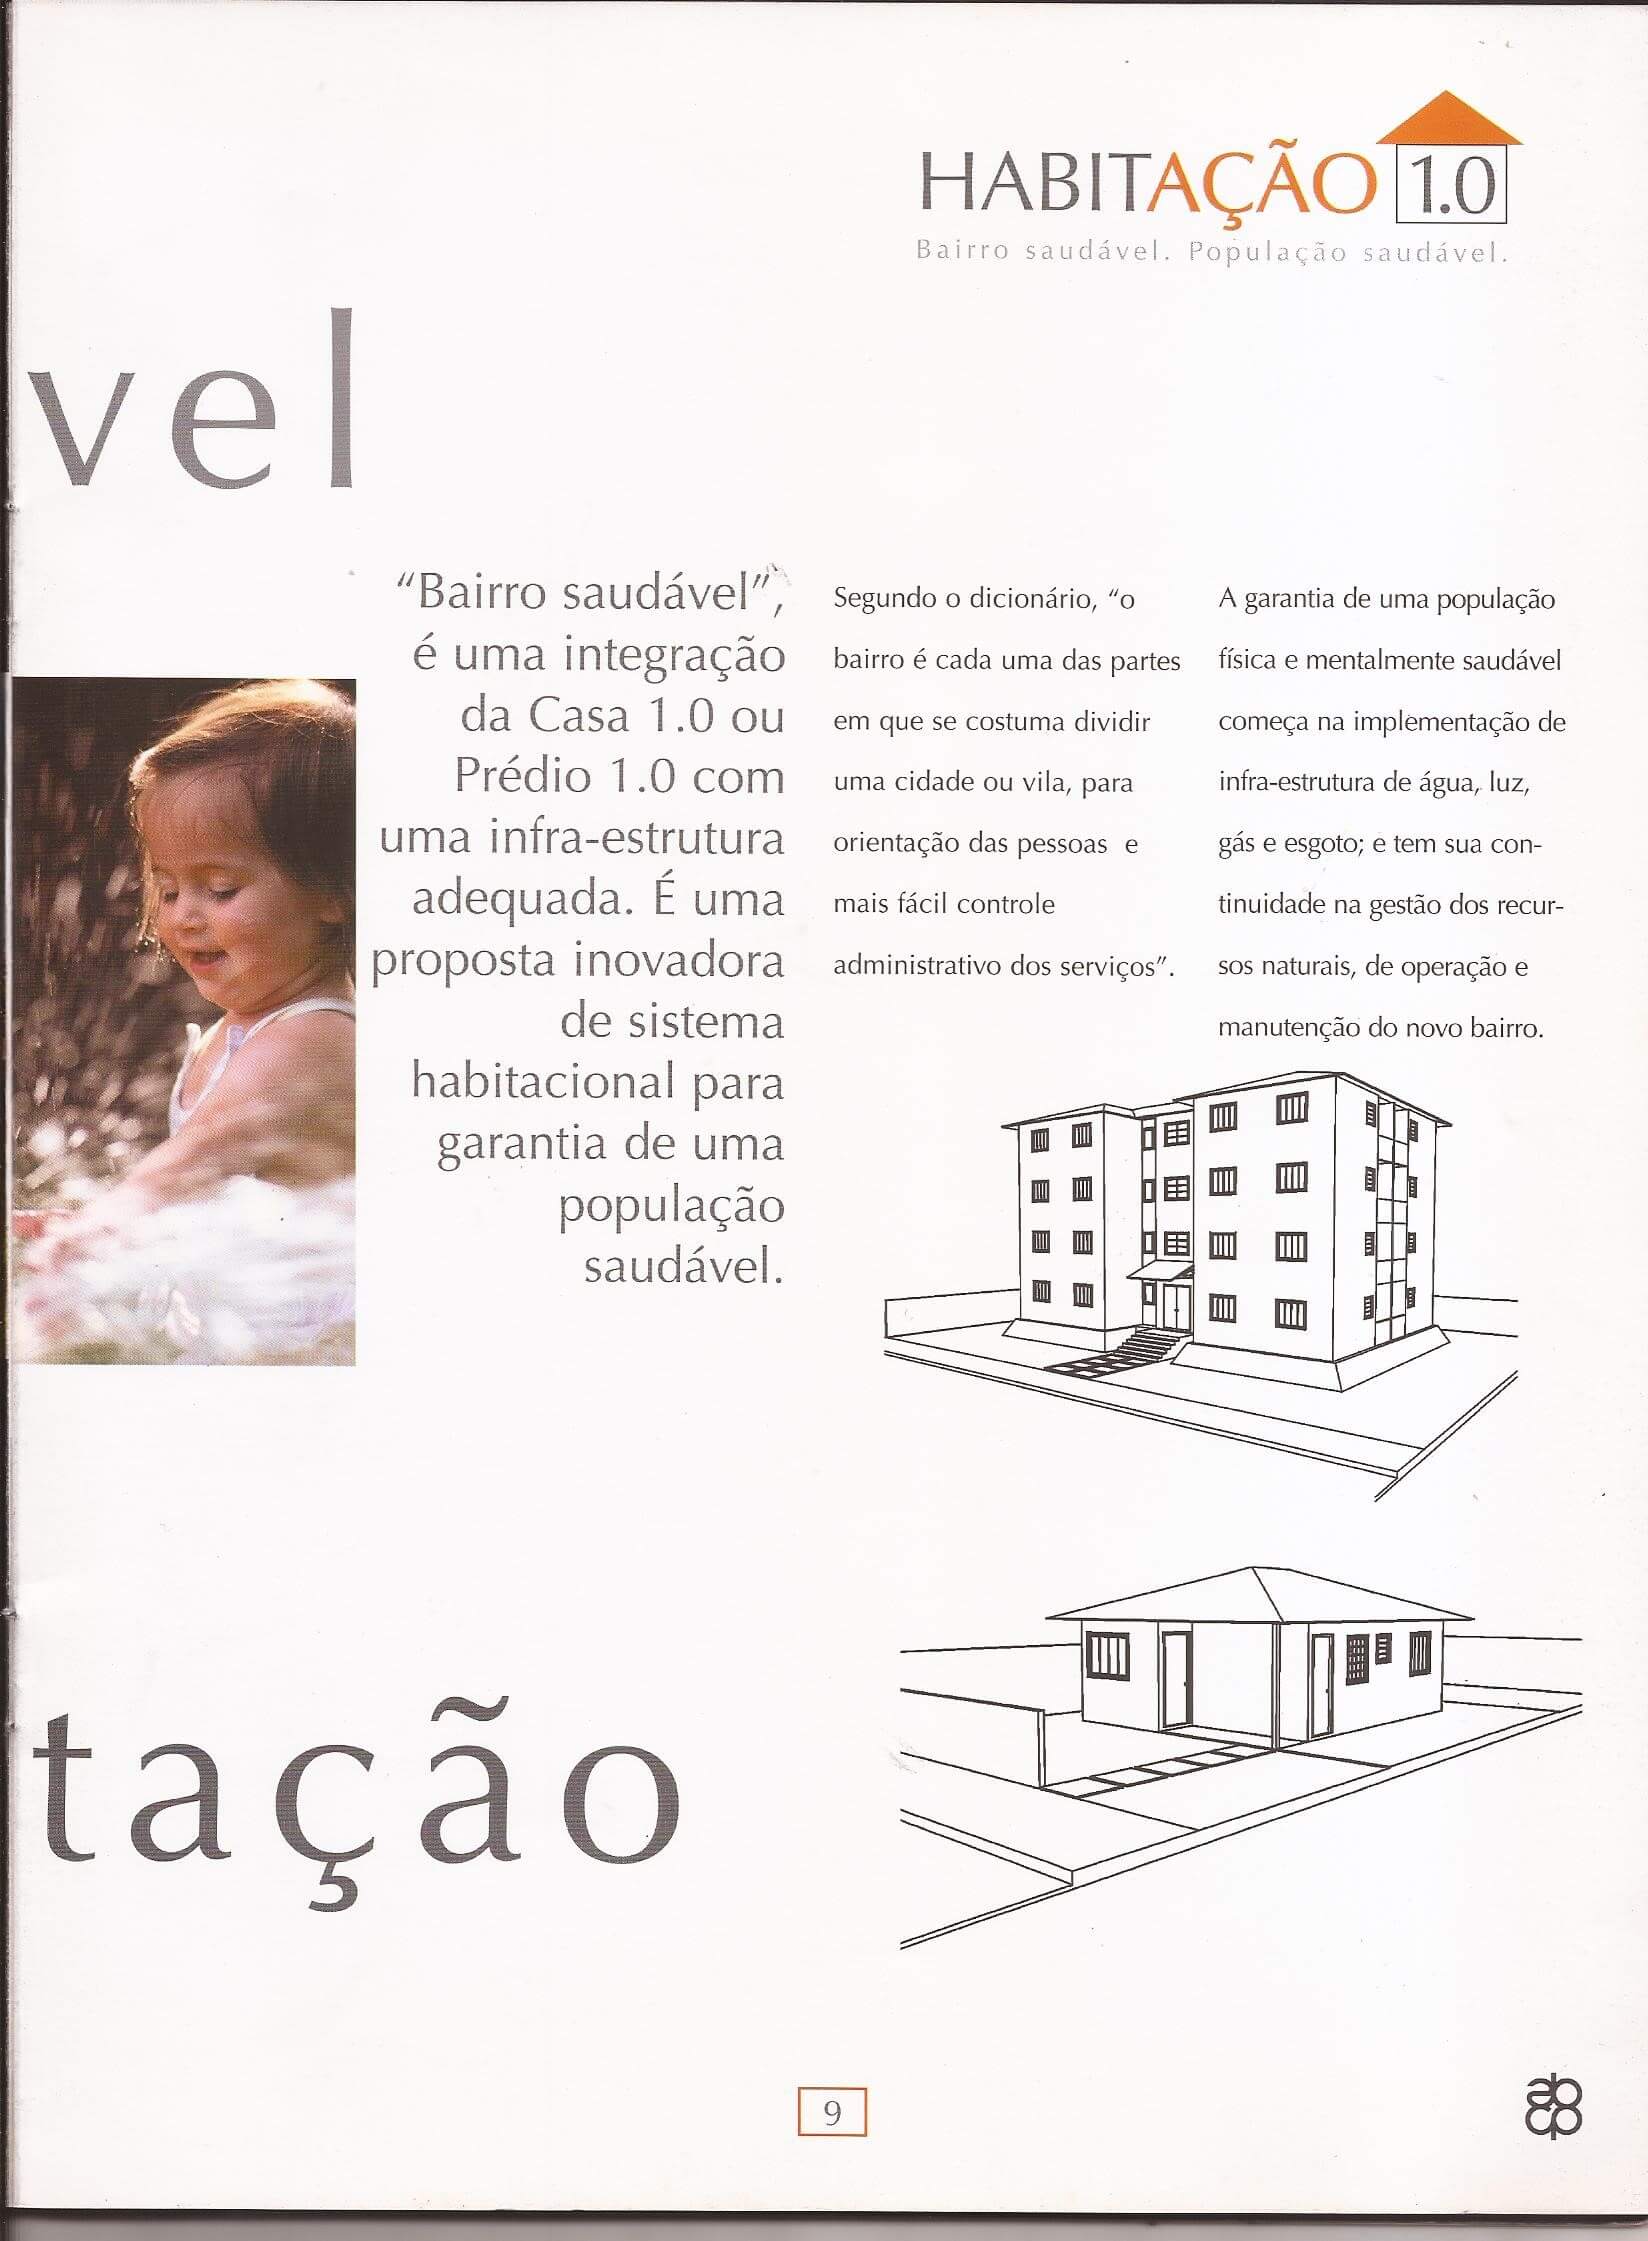 HABITAÇÃO 1.0
Bairro saudável. População saudável.
vel
“Bairro saudável”,
é uma integração
da Casa 1.0 ou
Prédio 1.0 com
uma infra-estrutura
adequada. É uma
proposta inovadora
de sistema
habitacional para
garantia de uma
população
saudável.
Segundo o dicionário, “o
bairro é cada uma das partes
em que se costuma dividir
uma cidade ou vila, para
orientação das pessoas e
mais fácil controle
administrativo dos serviços”.
A garantia de uma população
física e mentalmente saudável
começa na implementação de
infra-estrutura de água, luz,
gás e esgoto; e tem sua con-
tinuidade na gestão dos recur-
sos naturais, de operação e
manutenção do novo bairro.
tação
9
abcp